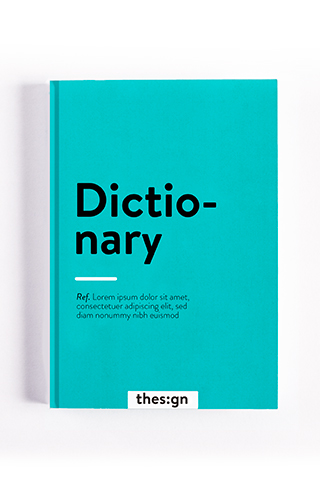 Dictio-
nary
Ref. Lorem ipsum dolor sit amet,
consectetuer adipiscing elit, sed
diam nonummy nibh euismod
thes:gn